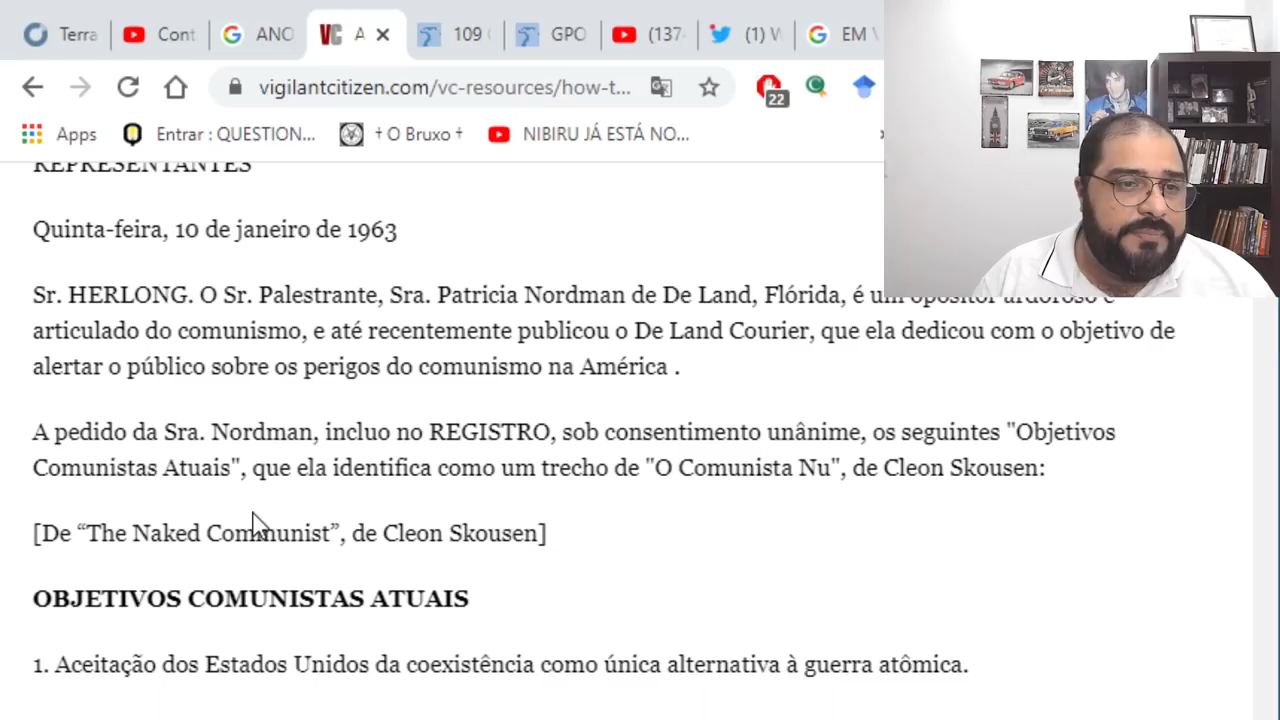 Terra
Cont
ANO
VC A
109
GPO
(137
(1) V
EM
vigilantcitizen.com/vc-resources/how-t...
22
Apps
Entrar : QUESTION...
† O Bruxo †
NIBIRU JÁ ESTÁ NO...
REPRESENTANTES
Quinta-feira, 10 de janeiro de 1963
Sr. HERLONG. O Sr. Palestrante, Sra. Patricia Nordman de De Land, Flórida, é um opositor ardoroso e
articulado do comunismo, e até recentemente publicou o De Land Courier, que ela dedicou com o objetivo de
alertar o público sobre os perigos do comunismo na América .
A pedido da Sra. Nordman, incluo no REGISTRO, sob consentimento unânime, os seguintes "Objetivos
Comunistas Atuais", que ela identifica como um trecho de "O Comunista Nu", de Cleon Skousen:
[De “The Naked Communist”, de Cleon Skousen]
OBJETIVOS COMUNISTAS ATUAIS
1. Aceitação dos Estados Unidos da coexistência como única alternativa à guerra atômica.